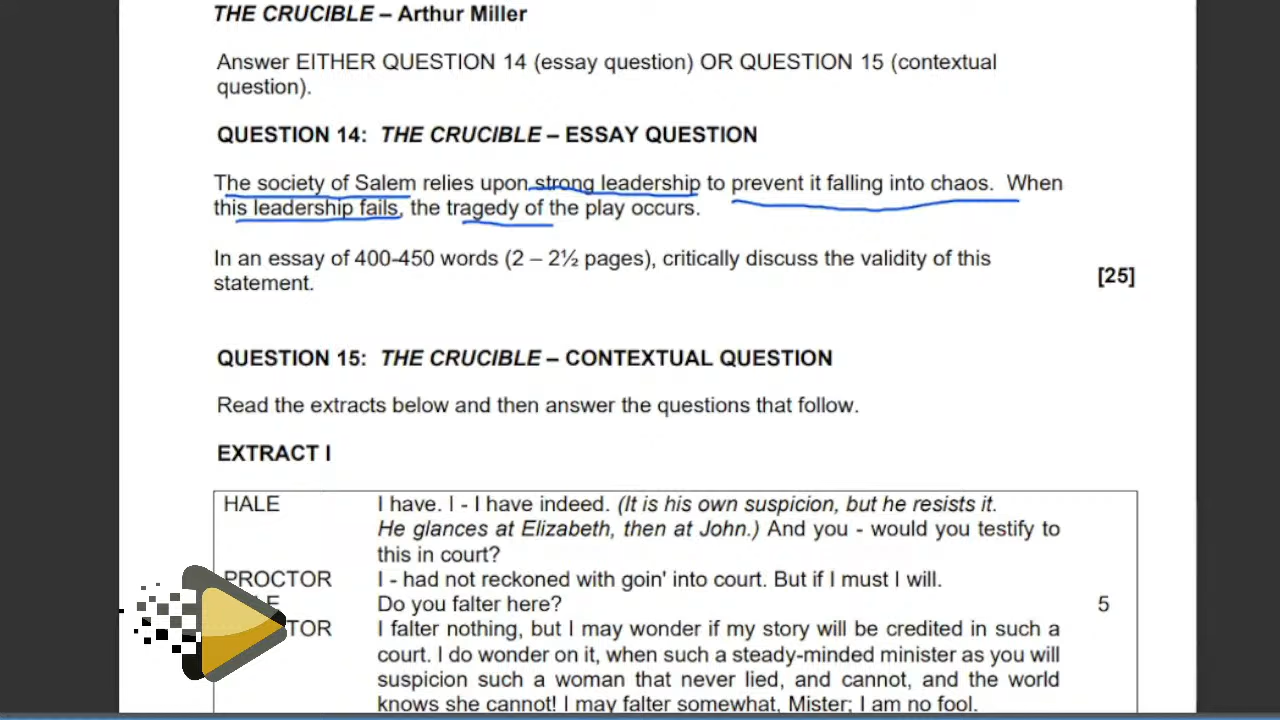 THE CRUCIBLE – Arthur Miller
Answer EITHER QUESTION 14 (essay question) OR QUESTION 15 (contextual
question).
QUESTION 14: THE CRUCIBLE – ESSAY QUESTION
The society of Salem relies upon strong leadership to prevent it falling into chaos. When
this leadership fails, the tragedy of the play occurs.
In an essay of 400-450 words (2 – 2½ pages), critically discuss the validity of this
statement.
[25]
QUESTION 15: THE CRUCIBLE – CONTEXTUAL QUESTION
Read the extracts below and then answer the questions that follow.
EXTRACT I
HALE I have. I - I have indeed. (It is his own suspicion, but he resists it.
He glances at Elizabeth, then at John.) And you - would you testify to
this in court?
PROCTOR I - had not reckoned with goin' into court. But if I must I will.
Do you falter here? 5
I falter nothing, but I may wonder if my story will be credited in such a
court. I do wonder on it, when such a steady-minded minister as you will
suspicion such a woman that never lied, and cannot, and the world
knows she cannot! I may falter somewhat, Mister; I am no fool.